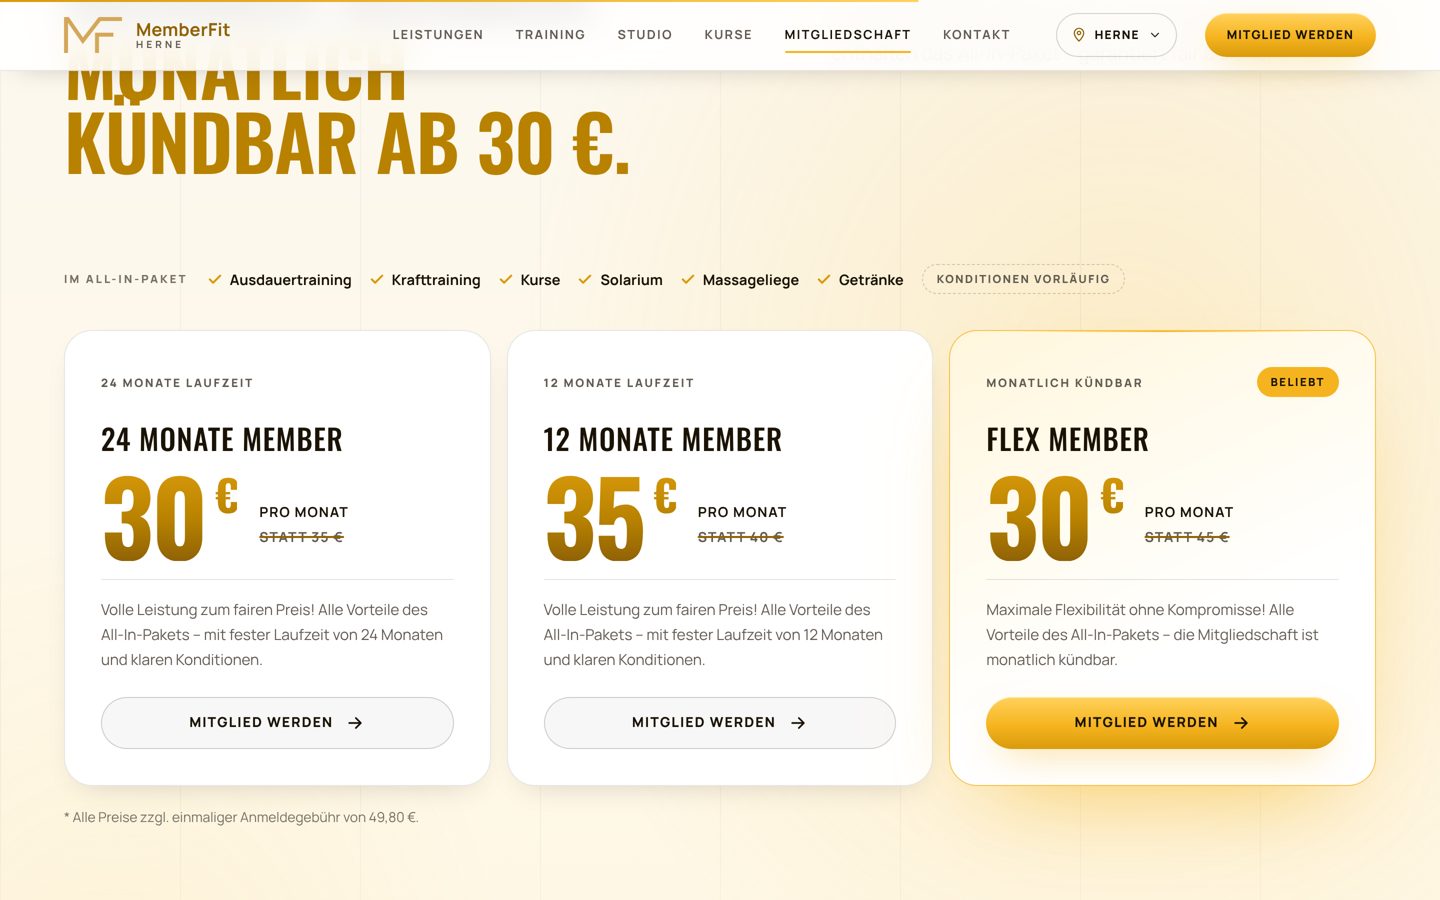 MemberFit
HERNE
LEISTUNGEN
TRAINING
STUDIO
KURSE
MITGLIEDSCHAFT
KONTAKT
HERNE
MITGLIED WERDEN
MONATLICH
KÜNDBAR AB 30 €.
IM ALL-IN-PAKET
Ausdauertraining
Krafttraining
Kurse
Solarium
Massageliege
Getränke
KONDITIONEN VORLÄUFIG
24 MONATE LAUFZEIT
24 MONATE MEMBER
30 €
PRO MONAT
STATT 35 €
Volle Leistung zum fairen Preis! Alle Vorteile des
All-In-Pakets – mit fester Laufzeit von 24 Monaten
und klaren Konditionen.
MITGLIED WERDEN
12 MONATE LAUFZEIT
12 MONATE MEMBER
35 €
PRO MONAT
STATT 40 €
Volle Leistung zum fairen Preis! Alle Vorteile des
All-In-Pakets – mit fester Laufzeit von 12 Monaten
und klaren Konditionen.
MITGLIED WERDEN
MONATLICH KÜNDBAR
BELIEBT
FLEX MEMBER
30 €
PRO MONAT
STATT 45 €
Maximale Flexibilität ohne Kompromisse! Alle
Vorteile des All-In-Pakets – die Mitgliedschaft ist
monatlich kündbar.
MITGLIED WERDEN
* Alle Preise zzgl. einmaliger Anmeldegebühr von 49,80 €.